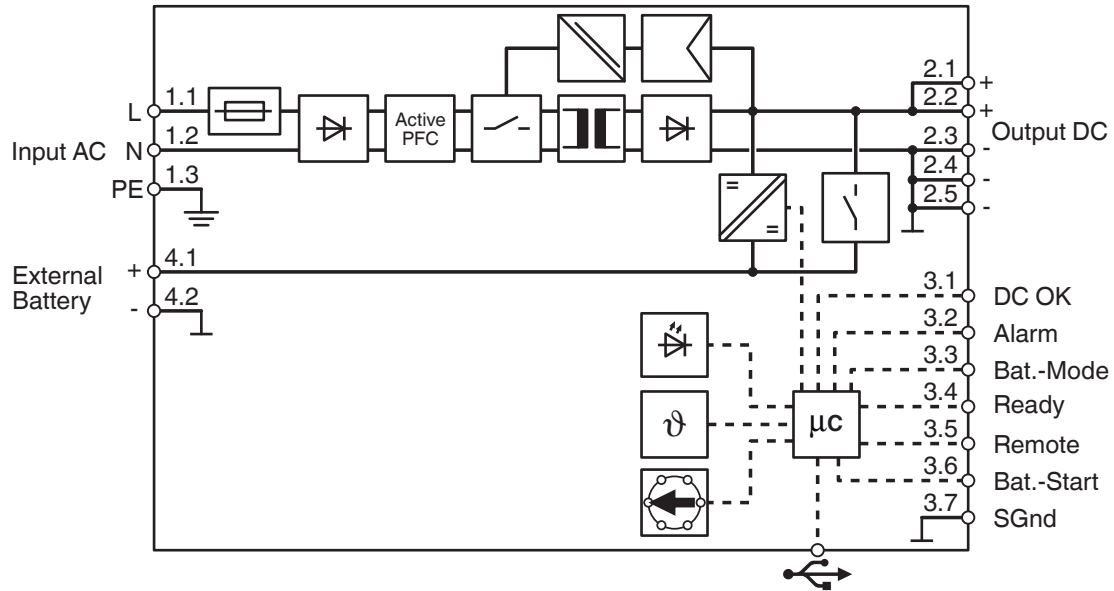 2.1
+
L 1.1
Active
PFC
2.2
+
Output DC
Input AC N 1.2
2.3
-
PE 1.3
2.4
-
=
=
2.5
-
External
Battery
+ 4.1
- 4.2
3.1 DC OK
3.2 Alarm
3.3 Bat.-Mode
3.4 Ready
ϑ
µc
3.5 Remote
3.6 Bat.-Start
3.7 SGnd